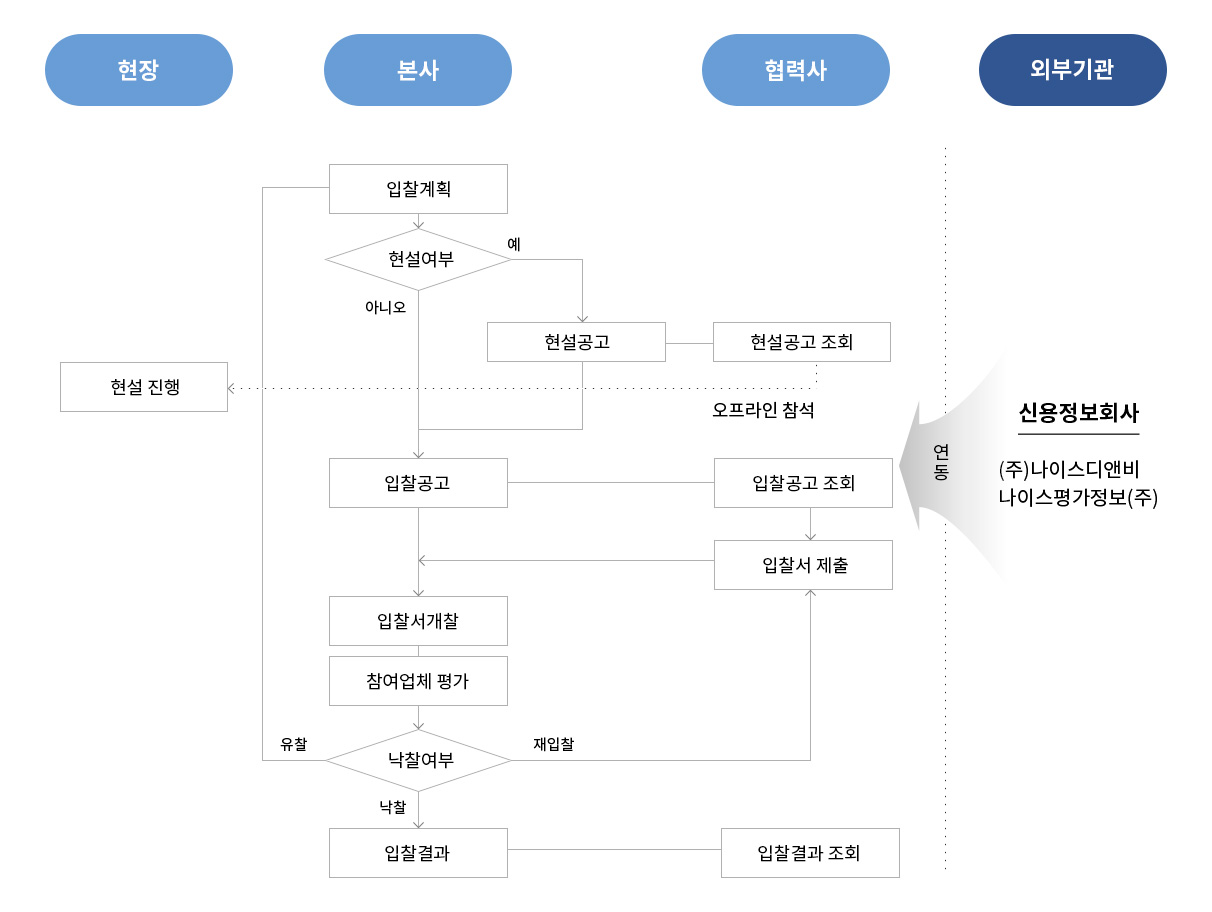 현장
본사
협력사
외부기관
입찰계획
현설여부
예
아니오
현설공고
현설공고 조회
현설 진행
오프라인 참석
신용정보회사
연동
(주)나이스디앤비
나이스평가정보(주)
입찰공고
입찰공고 조회
입찰서 제출
입찰서개찰
참여업체 평가
유찰
낙찰여부
재입찰
낙찰
입찰결과
입찰결과 조회